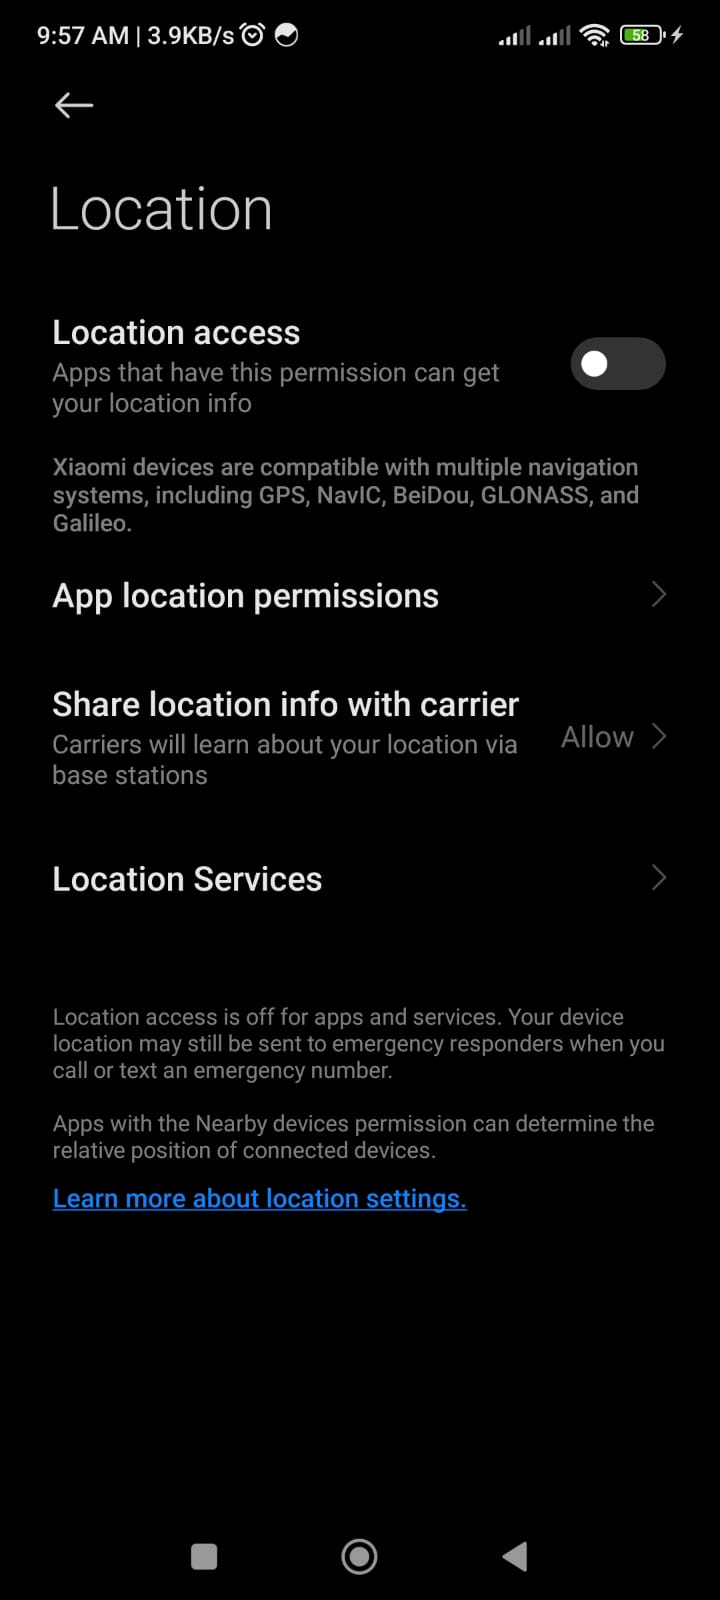 9:57 AM | 3.9KB/s
58
Location
Location access
Apps that have this permission can get
your location info
Xiaomi devices are compatible with multiple navigation
systems, including GPS, NavIC, BeiDou, GLONASS, and
Galileo.
App location permissions
Share location info with carrier
Carriers will learn about your location via
base stations
Allow
Location Services
Location access is off for apps and services. Your device
location may still be sent to emergency responders when you
call or text an emergency number.
Apps with the Nearby devices permission can determine the
relative position of connected devices.
Learn more about location settings.